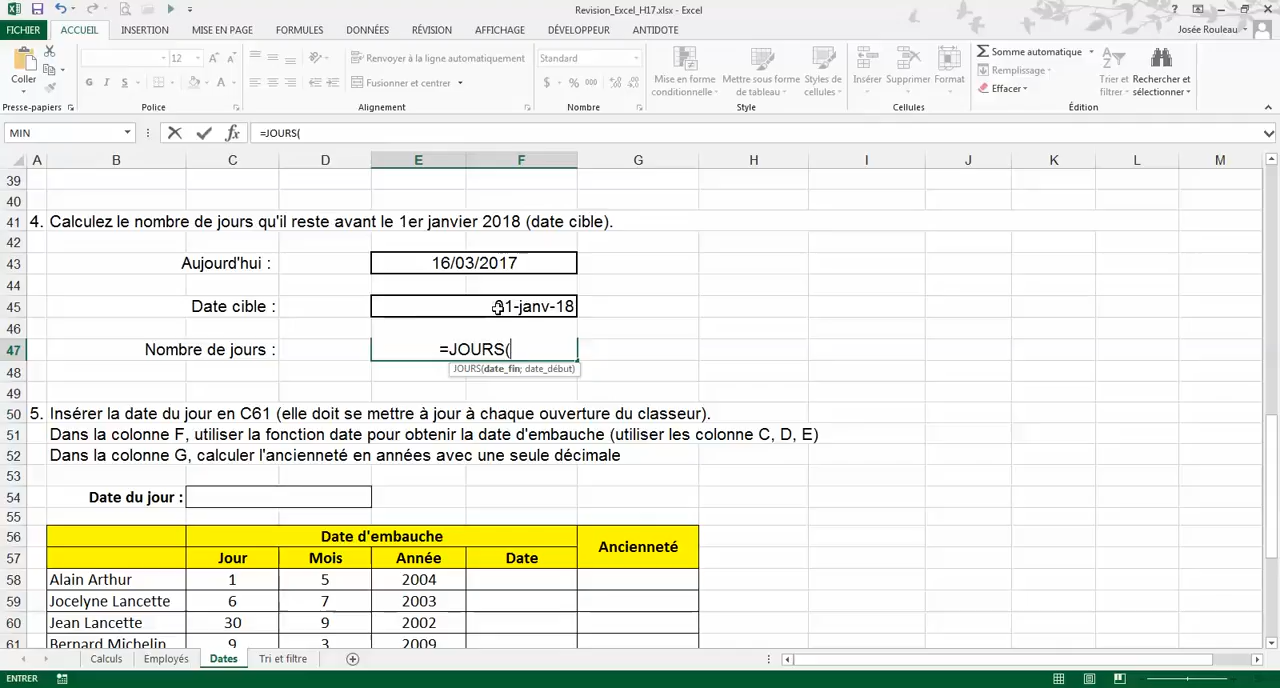 Revision_Excel_H17.xlsx - Excel
FICHIER ACCUEIL INSERTION MISE EN PAGE FORMULES DONNÉES RÉVISION AFFICHAGE DÉVELOPPEUR ANTIDOTE Josée Rouleau
Coller
12
G I S
Renvoyer à la ligne automatiquement
Fusionner et centrer
Standard
$ % 000
Mise en forme conditionnelle
Mettre sous forme de tableau
Styles de cellules
Insérer Supprimer Format
Somme automatique
Remplissage
Effacer
Trier et filtrer
Rechercher et sélectionner
Presse-papiers Police Alignement Nombre Style Cellules Édition
MIN fx =JOURS(
A B C D E F G H I J K L M
39
40
41 4. Calculez le nombre de jours qu'il reste avant le 1er janvier 2018 (date cible).
42
43 Aujourd'hui : 16/03/2017
44
45 Date cible : 01-janv-18
46
47 Nombre de jours : =JOURS(
48 JOURS(date_fin; date_début)
49
50 5. Insérer la date du jour en C61 (elle doit se mettre à jour à chaque ouverture du classeur).
51 Dans la colonne F, utiliser la fonction date pour obtenir la date d'embauche (utiliser les colonne C, D, E)
52 Dans la colonne G, calculer l'ancienneté en années avec une seule décimale
53
54 Date du jour :
55
56 Date d'embauche Ancienneté
57 Jour Mois Année Date
58 Alain Arthur 1 5 2004
59 Jocelyne Lancette 6 7 2003
60 Jean Lancette 30 9 2002
61 Bernard Michelin 9 3 2009
Calculs Employés Dates Tri et filtre
ENTRER